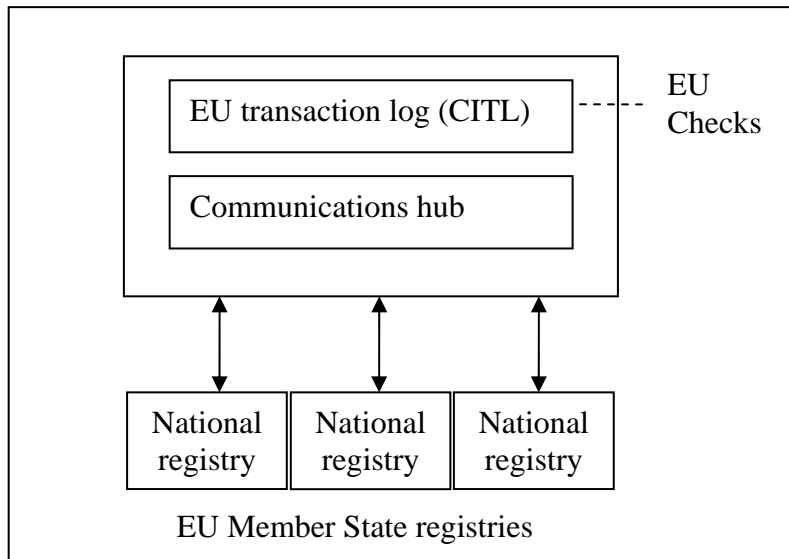 EU transaction log (CITL)
EU
Checks
Communications hub
National
registry
National
registry
National
registry
EU Member State registries